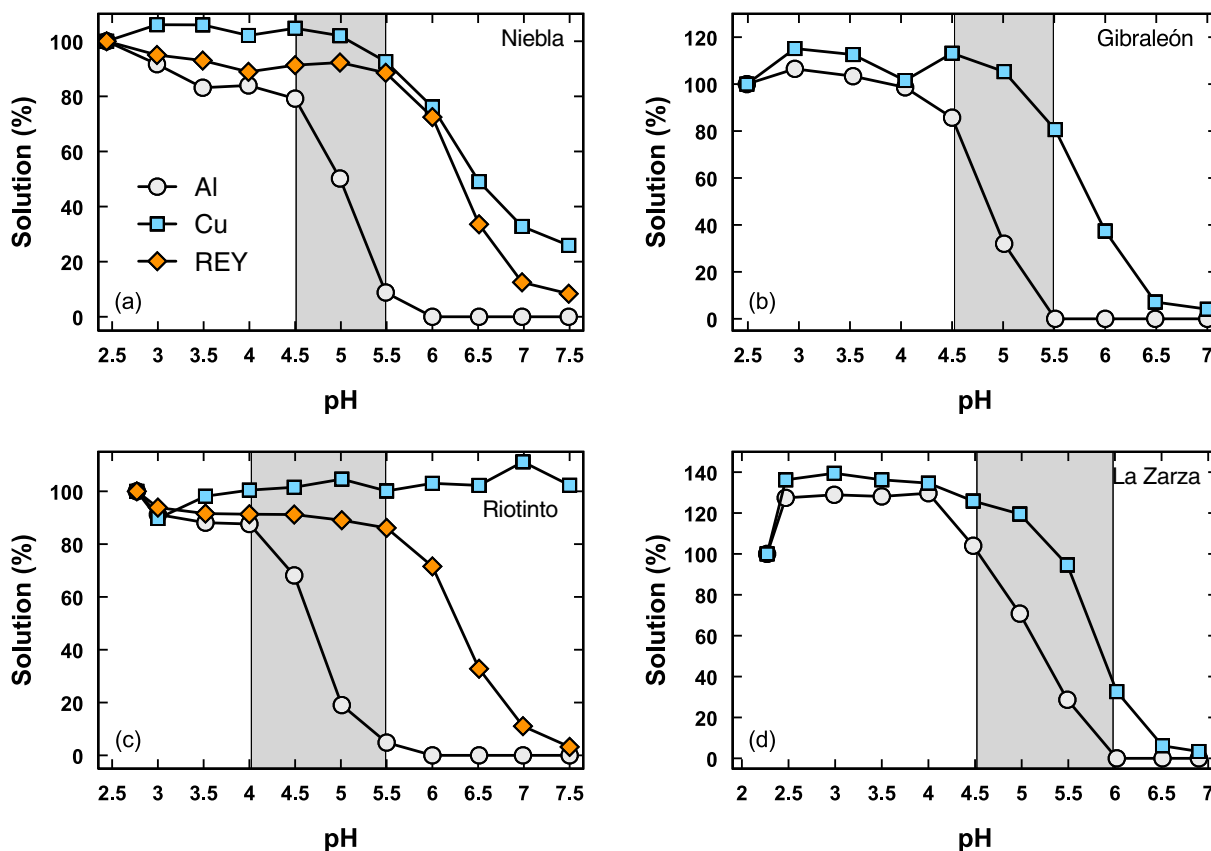 Niebla
Solution (%)
100
80
60
40
20
0
Al
Cu
REY
(a)
2.5 3 3.5 4 4.5 5 5.5 6 6.5 7 7.5
pH
Gibraleón
Solution (%)
120
100
80
60
40
20
0
(b)
2.5 3 3.5 4 4.5 5 5.5 6 6.5 7
pH
Riotinto
Solution (%)
100
80
60
40
20
0
(c)
2.5 3 3.5 4 4.5 5 5.5 6 6.5 7 7.5
pH
La Zarza
Solution (%)
140
120
100
80
60
40
20
0
(d)
2 2.5 3 3.5 4 4.5 5 5.5 6 6.5 7
pH